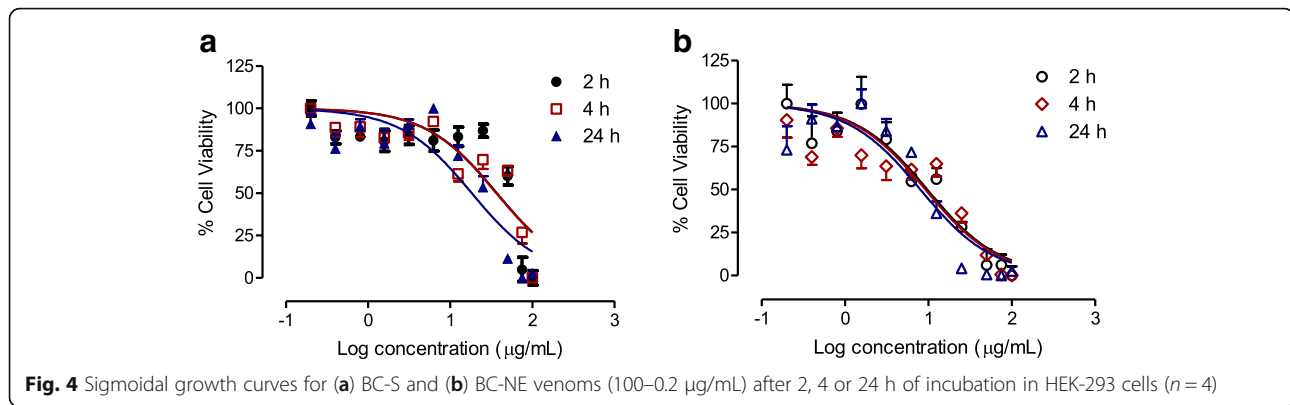 a
125
100
75
50
25
0
% Cell Viability
-1 0 1 2 3
Log concentration (μg/mL)
2 h
4 h
24 h
b
125
100
75
50
25
0
% Cell Viability
-1 0 1 2 3
Log concentration (μg/mL)
2 h
4 h
24 h
Fig. 4 Sigmoidal growth curves for (a) BC-S and (b) BC-NE venoms (100–0.2 μg/mL) after 2, 4 or 24 h of incubation in HEK-293 cells (n = 4)